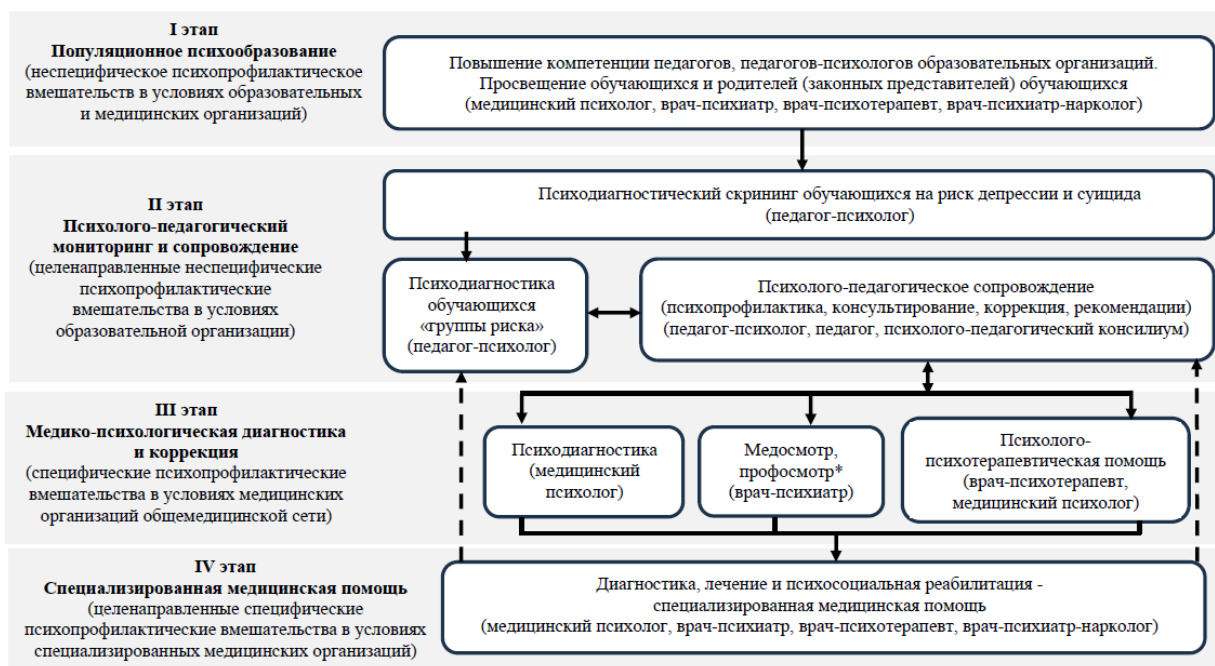 I этап
Популяционное психообразование
(неспецифическое психопрофилактическое
вмешательств в условиях образовательных
и медицинских организаций)
Повышение компетенции педагогов, педагогов-психологов образовательных организаций.
Просвещение обучающихся и родителей (законных представителей) обучающихся
(медицинский психолог, врач-психиатр, врач-психотерапевт, врач-психиатр-нарколог)
II этап
Психолого-педагогический
мониторинг и сопровождение
(целенаправленные неспецифические
психопрофилактические
вмешательства в условиях
образовательной организации)
Психодиагностический скрининг обучающихся на риск депрессии и суицида
(педагог-психолог)
Психодиагностика
обучающихся
«группы риска»
(педагог-психолог)
Психолого-педагогическое сопровождение
(психопрофилактика, консультирование, коррекция, рекомендации)
(педагог-психолог, педагог, психолого-педагогический консилиум)
III этап
Медико-психологическая диагностика
и коррекция
(специфические психопрофилактические
вмешательства в условиях медицинских
организаций общемедицинской сети)
Психодиагностика
(медицинский
психолог)
Медосмотр,
профосмотр*
(врач-психиатр)
Психолого-
психотерапевтическая помощь
(врач-психотерапевт,
медицинский психолог)
IV этап
Специализированная медицинская помощь
(целенаправленные специфические
психопрофилактические вмешательства в условиях
специализированных медицинских организаций)
Диагностика, лечение и психосоциальная реабилитация -
специализированная медицинская помощь
(медицинский психолог, врач-психиатр, врач-психотерапевт, врач-психиатр-нарколог)